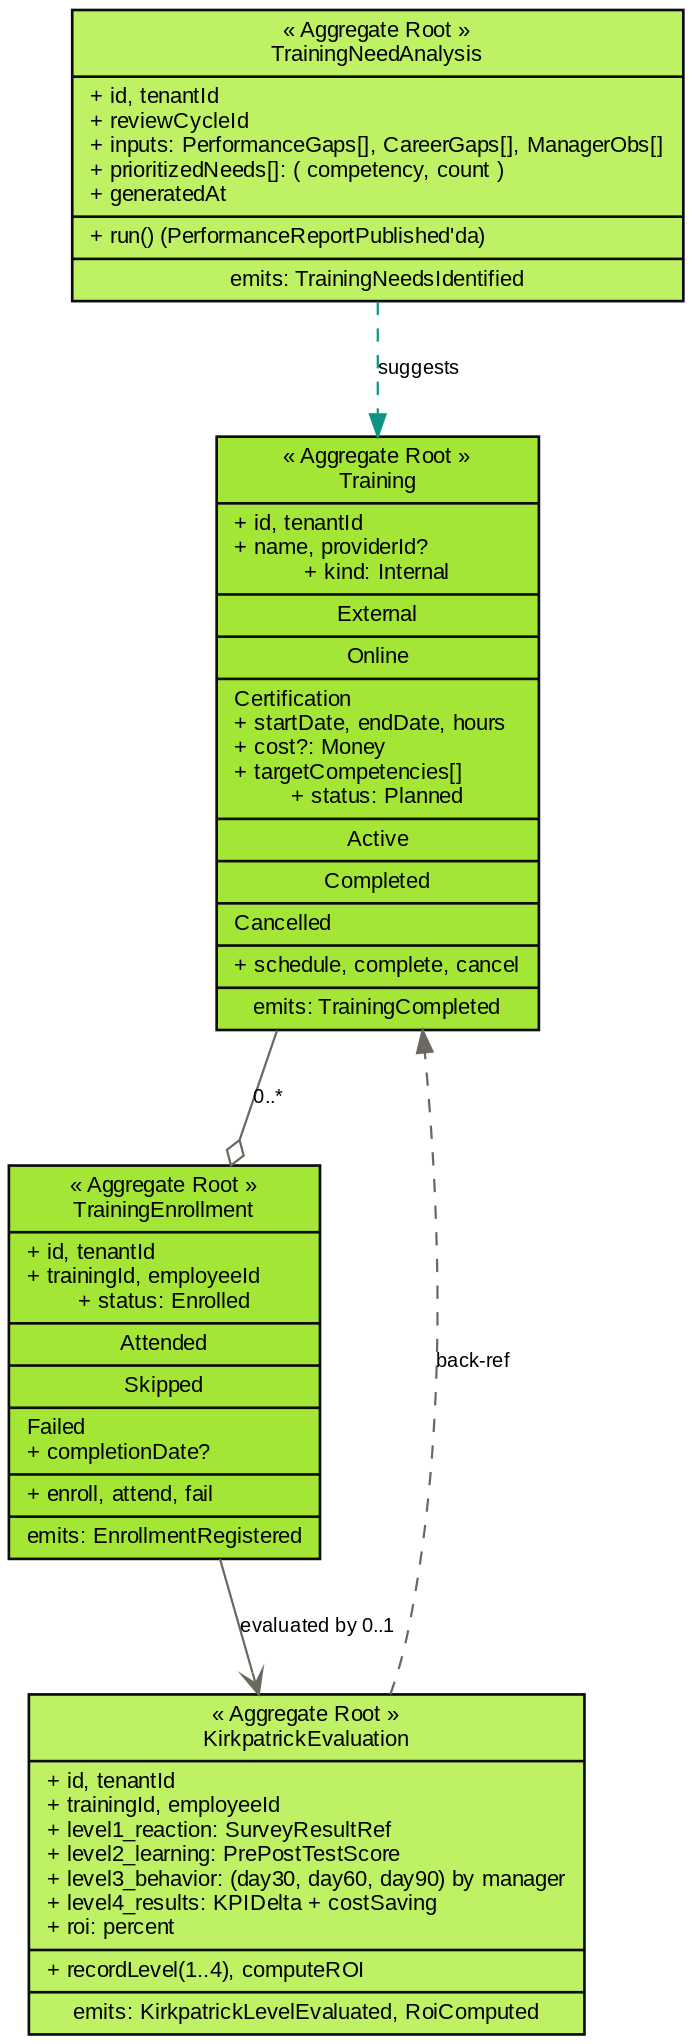 « Aggregate Root »
TrainingNeedAnalysis
+ id, tenantId
+ reviewCycleId
+ inputs: PerformanceGaps[], CareerGaps[], ManagerObs[]
+ prioritizedNeeds[]: ( competency, count )
+ generatedAt
+ run() (PerformanceReportPublished'da)
emits: TrainingNeedsIdentified
suggests
« Aggregate Root »
Training
+ id, tenantId
+ name, providerId?
+ kind: Internal
External
Online
Certification
+ startDate, endDate, hours
+ cost?: Money
+ targetCompetencies[]
+ status: Planned
Active
Completed
Cancelled
+ schedule, complete, cancel
emits: TrainingCompleted
0..*
« Aggregate Root »
TrainingEnrollment
+ id, tenantId
+ trainingId, employeeId
+ status: Enrolled
Attended
Skipped
Failed
+ completionDate?
+ enroll, attend, fail
emits: EnrollmentRegistered
back-ref
evaluated by 0..1
« Aggregate Root »
KirkpatrickEvaluation
+ id, tenantId
+ trainingId, employeeId
+ level1_reaction: SurveyResultRef
+ level2_learning: PrePostTestScore
+ level3_behavior: (day30, day60, day90) by manager
+ level4_results: KPIDelta + costSaving
+ roi: percent
+ recordLevel(1..4), computeROI
emits: KirkpatrickLevelEvaluated, RoiComputed